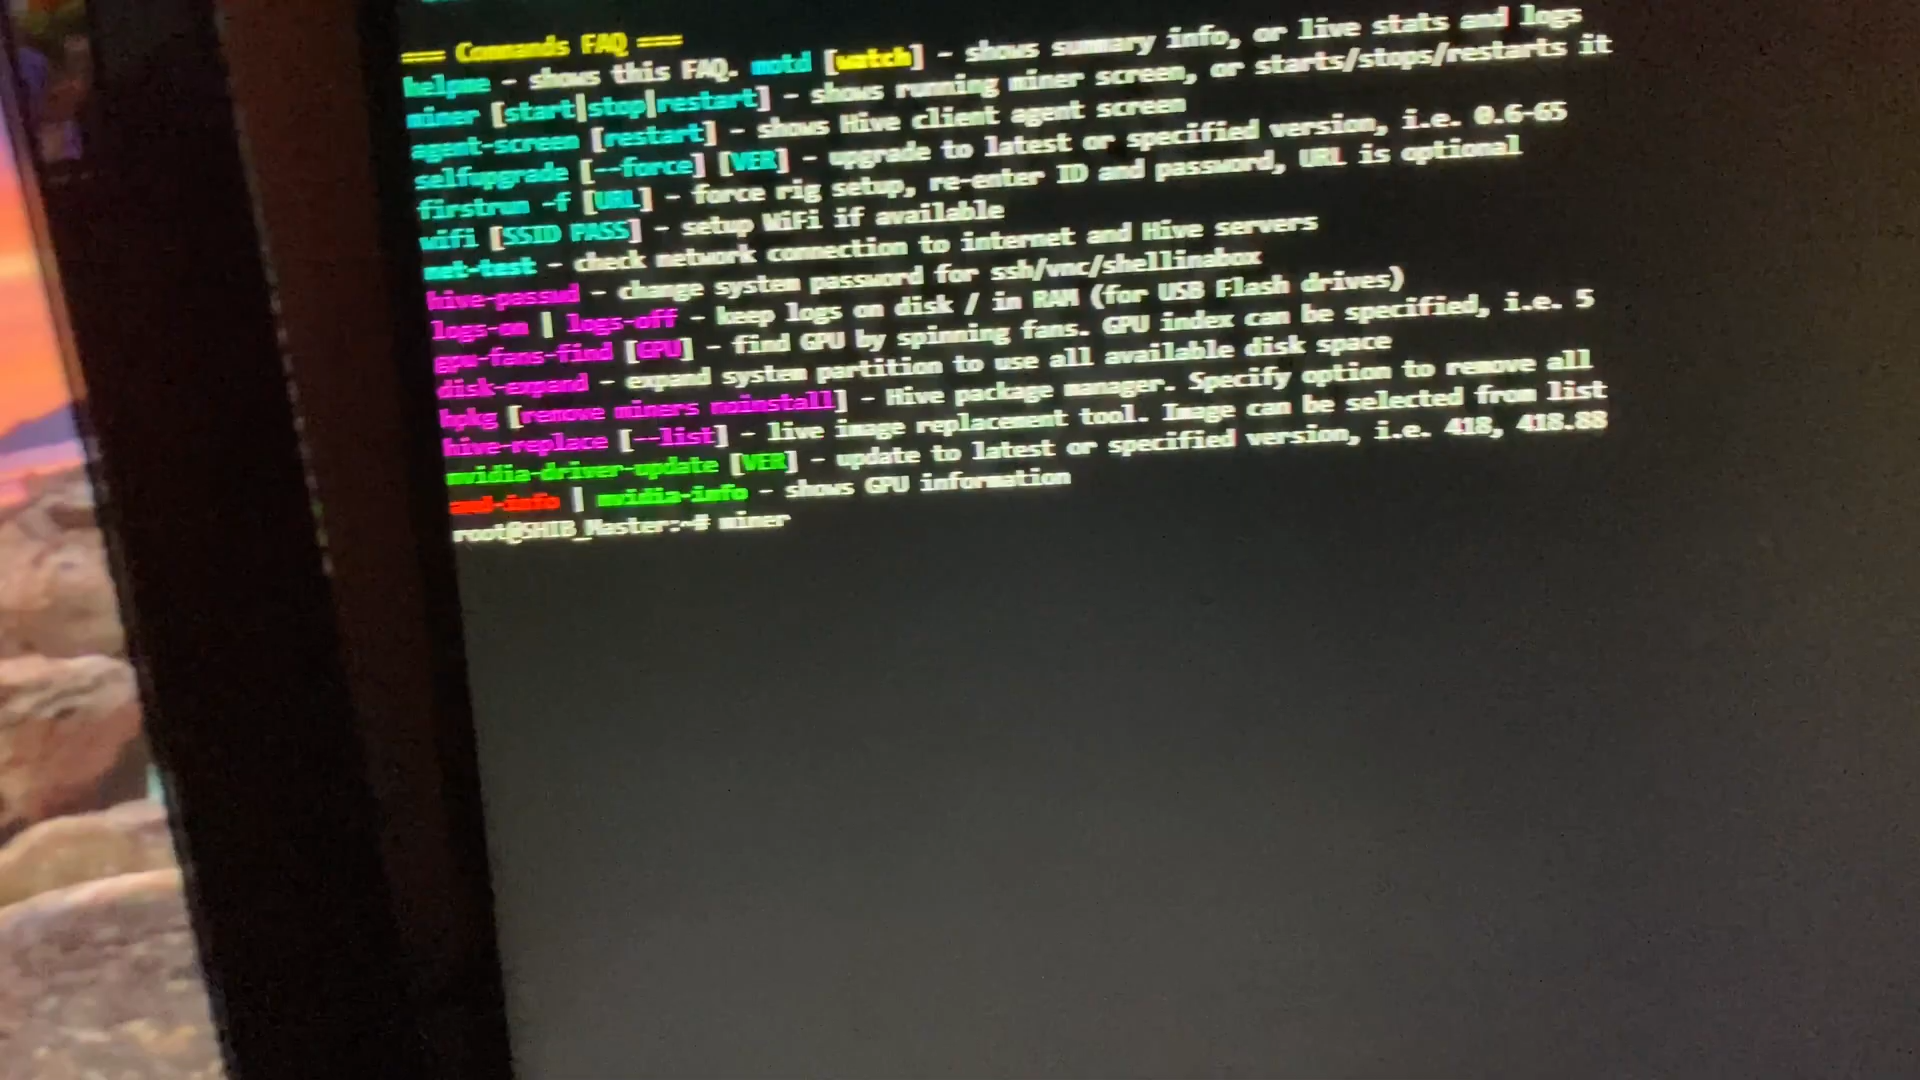 === Commands FAQ ===
helpme - shows this FAQ. motd [watch] - shows summary info, or live stats and logs
miner [start|stop|restart] - shows running miner screen, or starts/stops/restarts it
agent-screen [restart] - shows Hive client agent screen
selfupgrade [--force] [VER] - upgrade to latest or specified version, i.e. 0.6-65
firstrun -f [URL] - force rig setup, re-enter ID and password, URL is optional
wifi [SSID PASS] - setup WiFi if available
net-test - check network connection to internet and Hive servers
hive-passwd - change system password for ssh/vnc/shellinabox
logs-on | logs-off - keep logs on disk / in RAM (for USB Flash drives)
gpu-fans-find [GPU] - find GPU by spinning fans. GPU index can be specified, i.e. 5
disk-expand - expand system partition to use all available disk space
hpkg [remove miners noinstall] - Hive package manager. Specify option to remove all
hive-replace [--list] - live image replacement tool. Image can be selected from list
nvidia-driver-update [VER] - update to latest or specified version, i.e. 418, 418.88
amd-info | nvidia-info - shows GPU information
root@SHIB_Master:~# miner